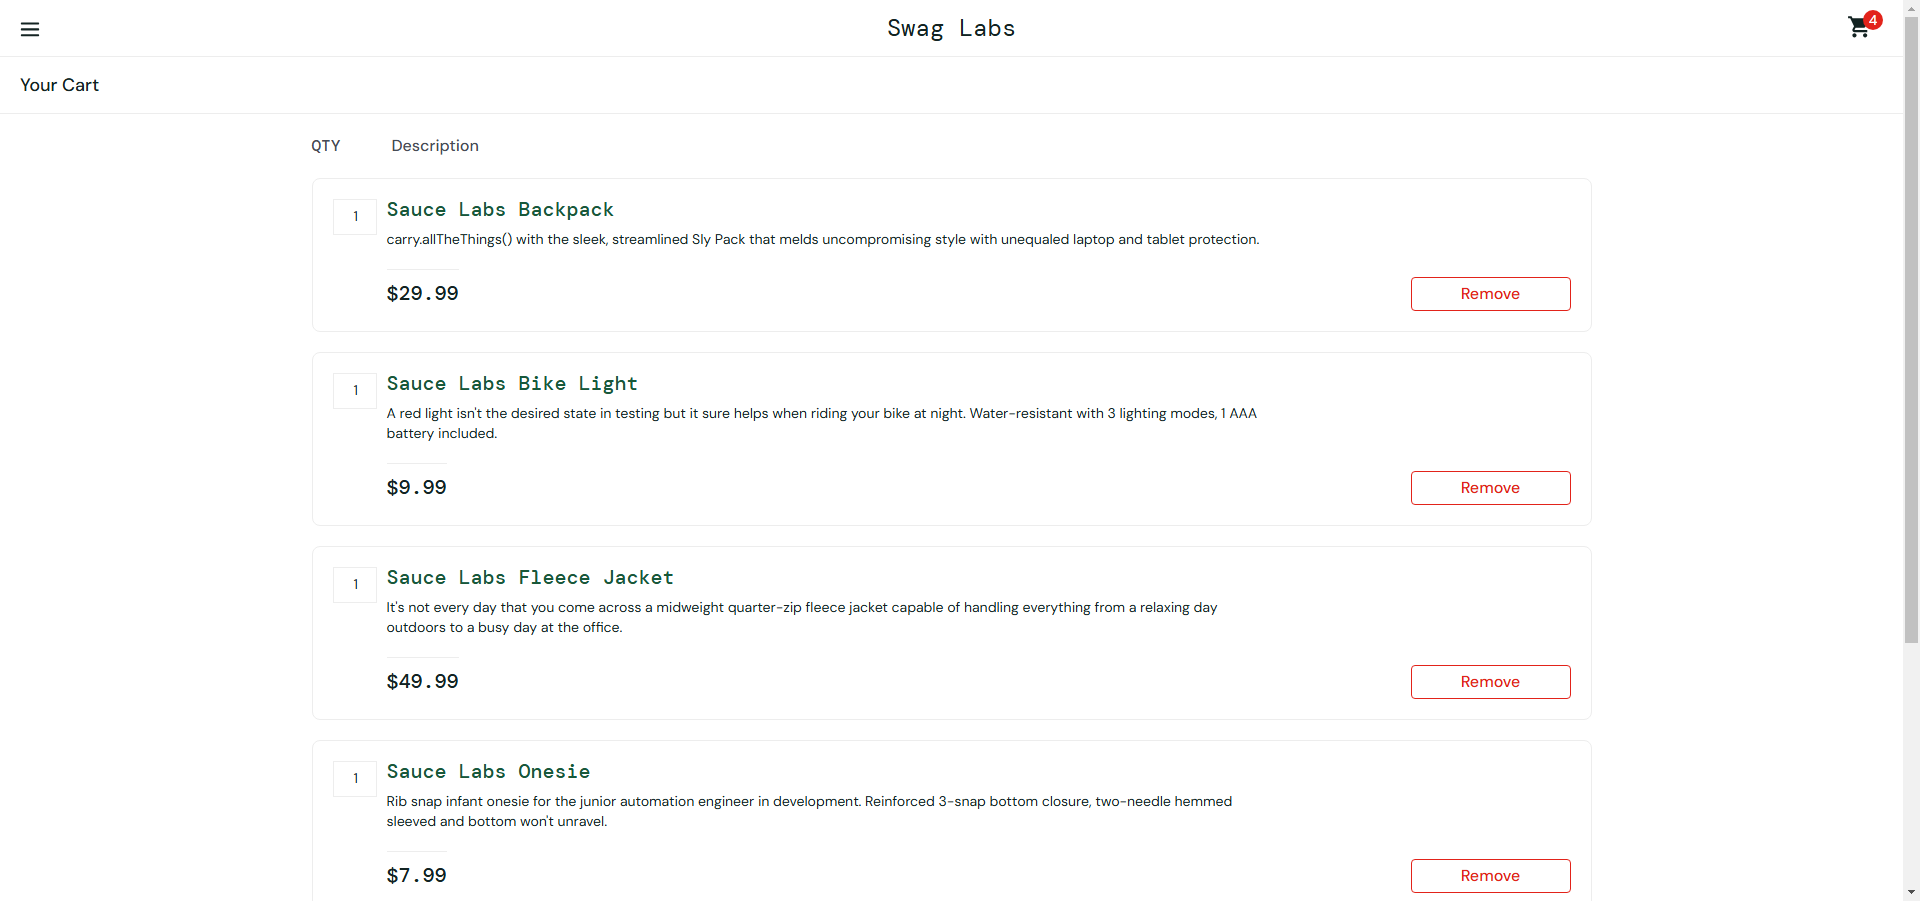 Swag Labs
4
Your Cart
QTY Description
1
Sauce Labs Backpack
carry.allTheThings() with the sleek, streamlined Sly Pack that melds uncompromising style with unequaled laptop and tablet protection.
$29.99
Remove
1
Sauce Labs Bike Light
A red light isn't the desired state in testing but it sure helps when riding your bike at night. Water-resistant with 3 lighting modes, 1 AAA
battery included.
$9.99
Remove
1
Sauce Labs Fleece Jacket
It's not every day that you come across a midweight quarter-zip fleece jacket capable of handling everything from a relaxing day
outdoors to a busy day at the office.
$49.99
Remove
1
Sauce Labs Onesie
Rib snap infant onesie for the junior automation engineer in development. Reinforced 3-snap bottom closure, two-needle hemmed
sleeved and bottom won't unravel.
$7.99
Remove